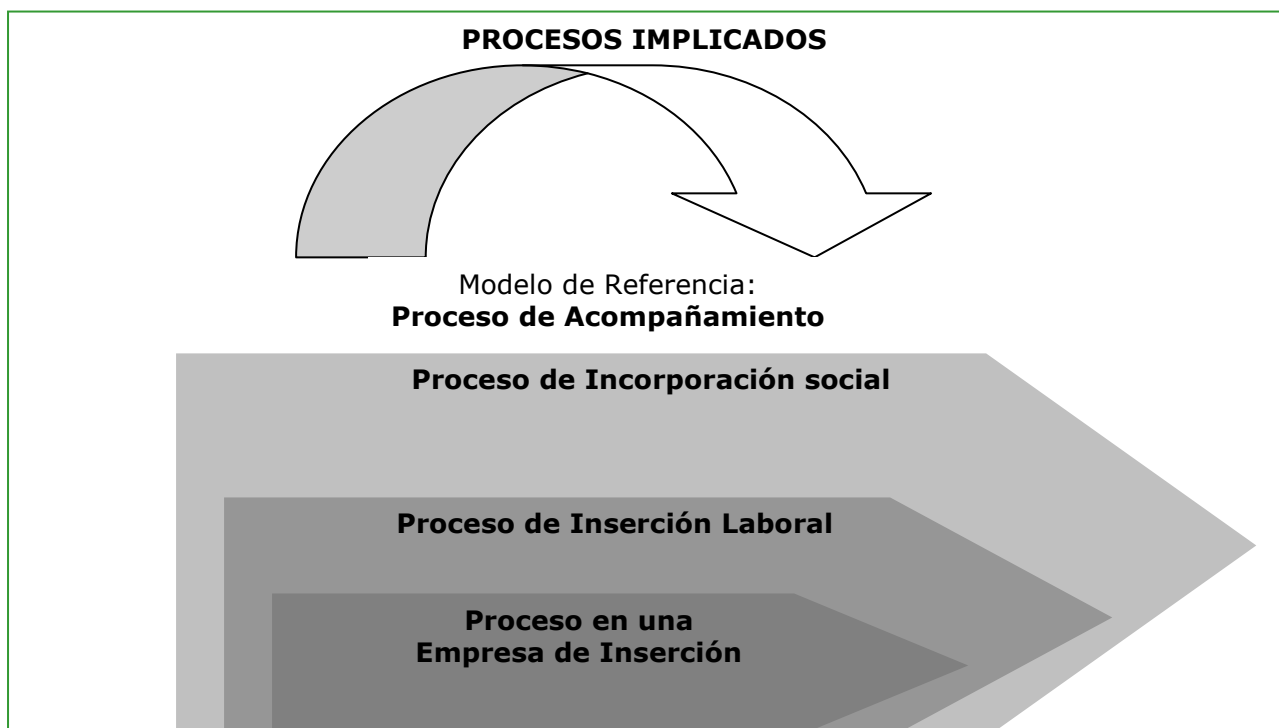 PROCESOS IMPLICADOS
Modelo de Referencia:
Proceso de Acompañamiento
Proceso de Incorporación social
Proceso de Inserción Laboral
Proceso en una
Empresa de Inserción